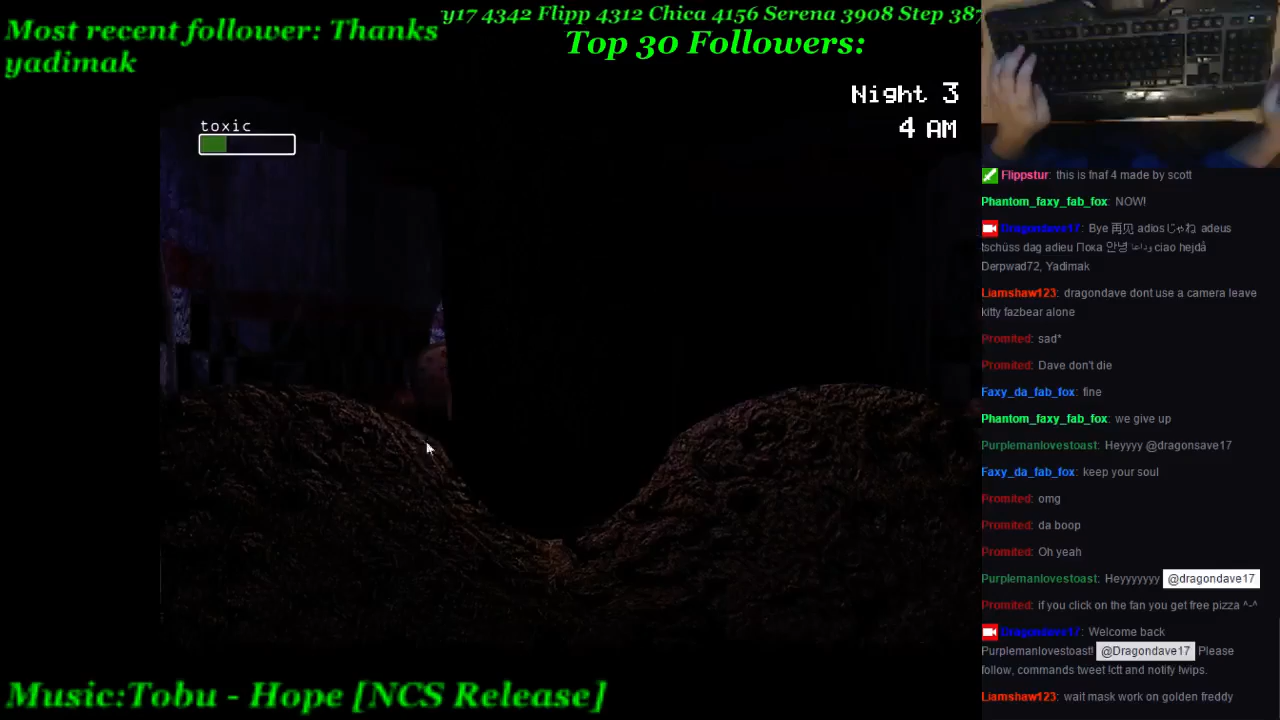 Most recent follower: Thanks
yadimak
y17 4342 Flipp 4312 Chica 4156 Serena 3908 Step 387
Top 30 Followers:
Night 3
4 AM
toxic
Flippstur: this is fnaf 4 made by scott
Phantom_faxy_fab_fox: NOW!
Dragondave17: Bye 再见 adios じゃね adeus
tschüss dag adieu Пока 안녕 وداعا ciao hejdå
Derpwad72, Yadimak
Liamshaw123: dragondave dont use a camera leave
kitty fazbear alone
Promited: sad*
Promited: Dave don't die
Faxy_da_fab_fox: fine
Phantom_faxy_fab_fox: we give up
Purplemanlovestoast: Heyyyy @dragonsave17
Faxy_da_fab_fox: keep your soul
Promited: omg
Promited: da boop
Promited: Oh yeah
Purplemanlovestoast: Heyyyyyyy @dragondave17
Promited: if you click on the fan you get free pizza ^-^
Dragondave17: Welcome back
Purplemanlovestoast! @Dragondave17 Please
follow, commands tweet !ctt and notify !wips.
Liamshaw123: wait mask work on golden freddy
Music:Tobu - Hope [NCS Release]